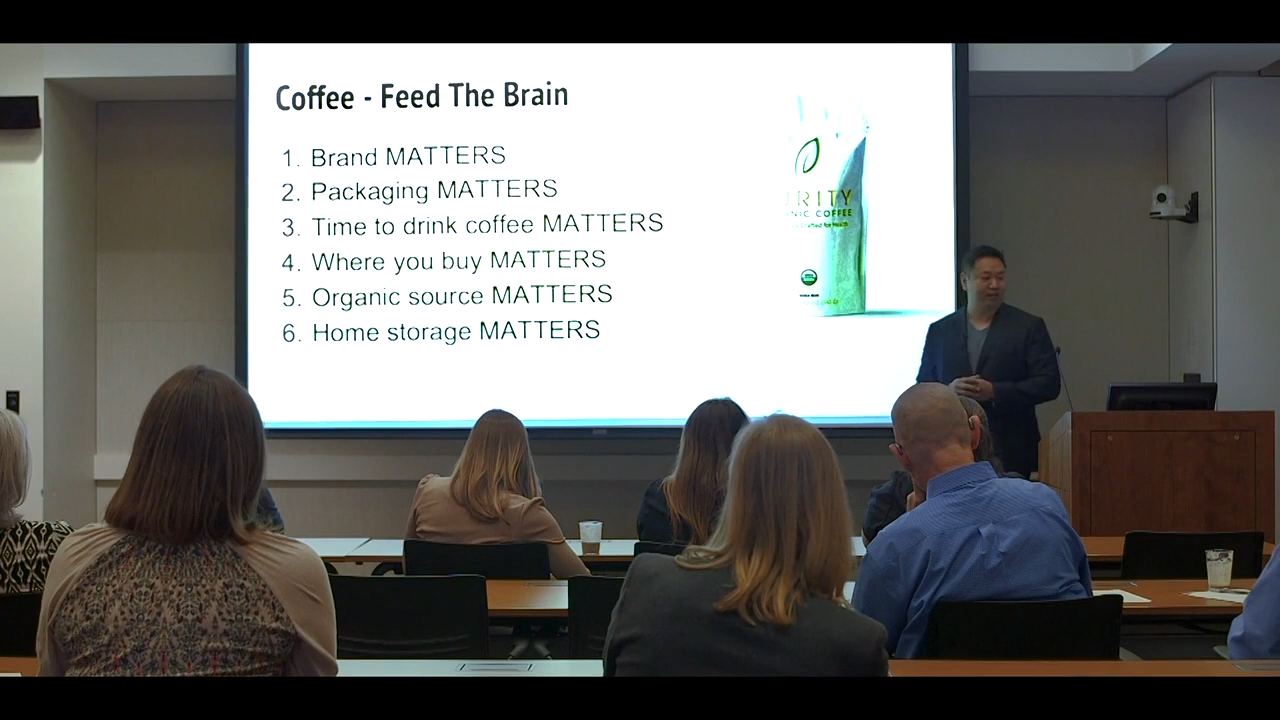 Coffee - Feed The Brain
1. Brand MATTERS
2. Packaging MATTERS
3. Time to drink coffee MATTERS
4. Where you buy MATTERS
5. Organic source MATTERS
6. Home storage MATTERS
RITY
NIC COFFEE